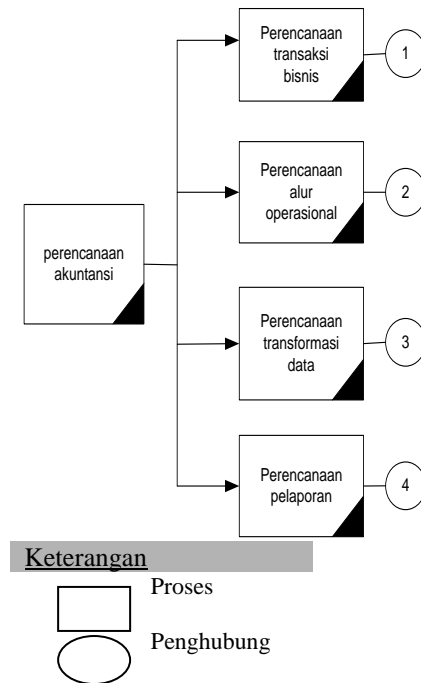 Perencanaan
transaksi
bisnis
1
Perencanaan
alur
operasional
2
perencanaan
akuntansi
Perencanaan
transformasi
data
3
Perencanaan
pelaporan
4
Keterangan
Proses
Penghubung